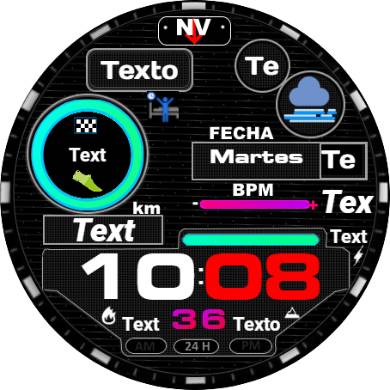 NV
Texto
Te
FECHA
Martes Te
Text
BPM
- + Tex
km
Text
Text
10:08
Text 36 Texto
AM 24 H PM